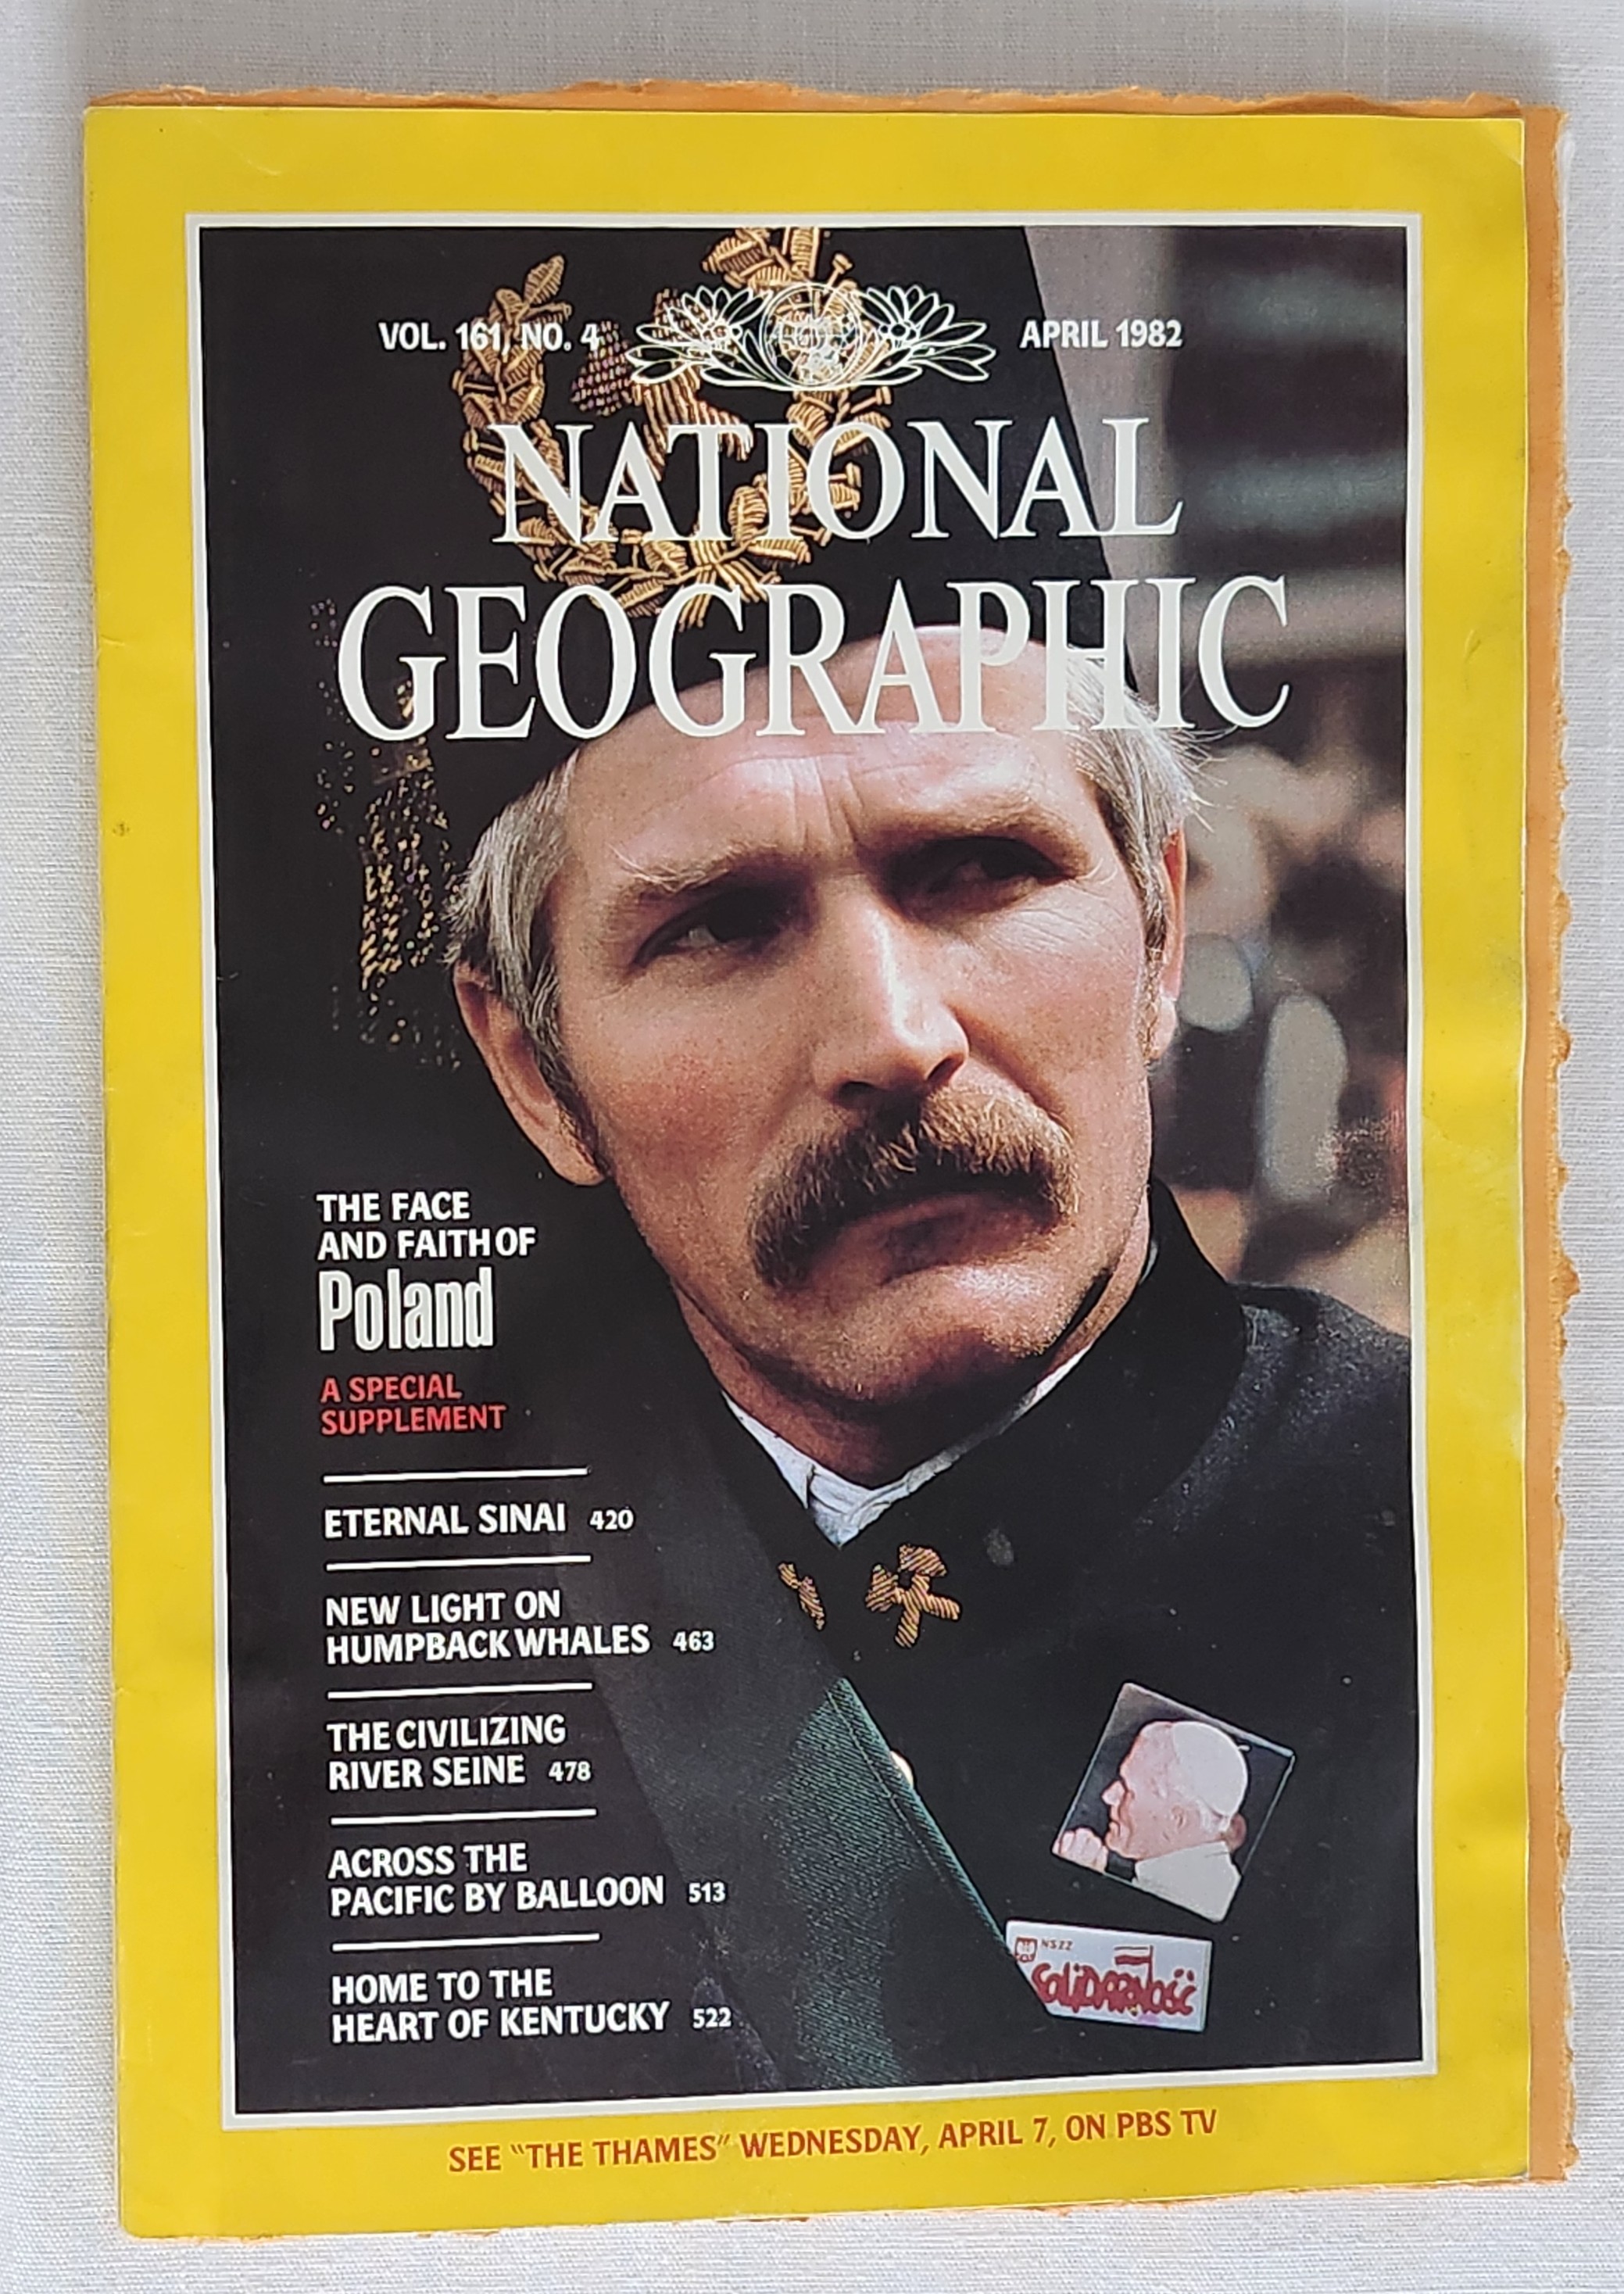 VOL. 161, NO. 4
APRIL 1982
NATIONAL
GEOGRAPHIC
THE FACE
AND FAITH OF
Poland
A SPECIAL
SUPPLEMENT
ETERNAL SINAI 420
NEW LIGHT ON
HUMPBACK WHALES 463
THE CIVILIZING
RIVER SEINE 478
ACROSS THE
PACIFIC BY BALLOON 513
HOME TO THE
HEART OF KENTUCKY 522
NSZZ
SOLIDARNOŚĆ
SEE "THE THAMES" WEDNESDAY, APRIL 7, ON PBS TV